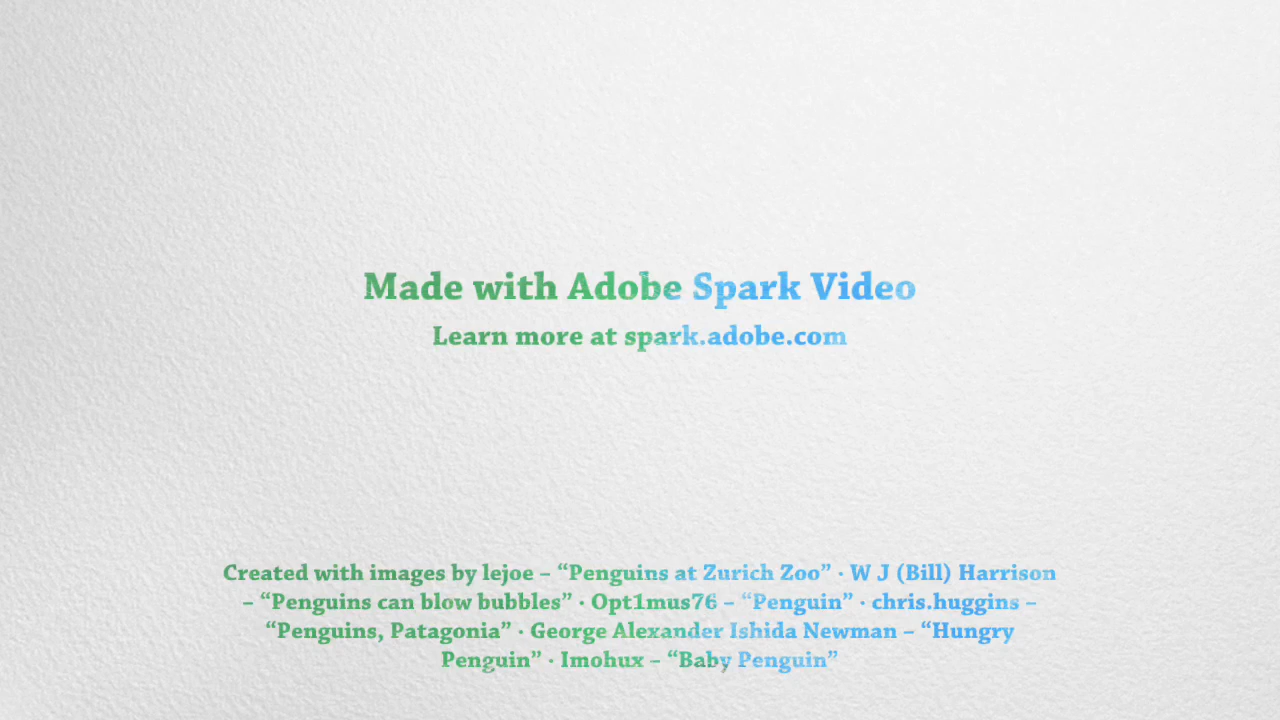 Made with Adobe Spark Video
Learn more at spark.adobe.com
Created with images by lejoe – “Penguins at Zurich Zoo” · W J (Bill) Harrison
– “Penguins can blow bubbles” · Opt1mus76 – “Penguin” · chris.huggins –
“Penguins, Patagonia” · George Alexander Ishida Newman – “Hungry
Penguin” · Imohux – “Baby Penguin”